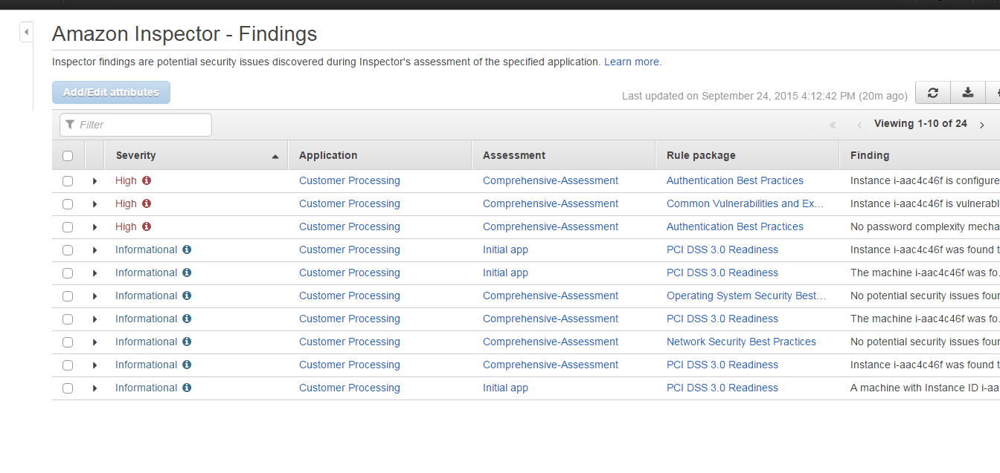 Amazon Inspector - Findings
Inspector findings are potential security issues discovered during Inspector's assessment of the specified application. Learn more.
Add/Edit attributes
Last updated on September 24, 2015 4:12:42 PM (20m ago)
Filter
« ‹ Viewing 1-10 of 24 ›
Severity Application Assessment Rule package Finding
High Customer Processing Comprehensive-Assessment Authentication Best Practices Instance i-aac4c46f is configure
High Customer Processing Comprehensive-Assessment Common Vulnerabilities and Ex… Instance i-aac4c46f is vulnerabl
High Customer Processing Comprehensive-Assessment Authentication Best Practices No password complexity mecha
Informational Customer Processing Initial app PCI DSS 3.0 Readiness Instance i-aac4c46f was found t
Informational Customer Processing Initial app PCI DSS 3.0 Readiness The machine i-aac4c46f was fo.
Informational Customer Processing Comprehensive-Assessment Operating System Security Best… No potential security issues four
Informational Customer Processing Comprehensive-Assessment PCI DSS 3.0 Readiness The machine i-aac4c46f was fo.
Informational Customer Processing Comprehensive-Assessment Network Security Best Practices No potential security issues four
Informational Customer Processing Comprehensive-Assessment PCI DSS 3.0 Readiness Instance i-aac4c46f was found t
Informational Customer Processing Initial app PCI DSS 3.0 Readiness A machine with Instance ID i-aa